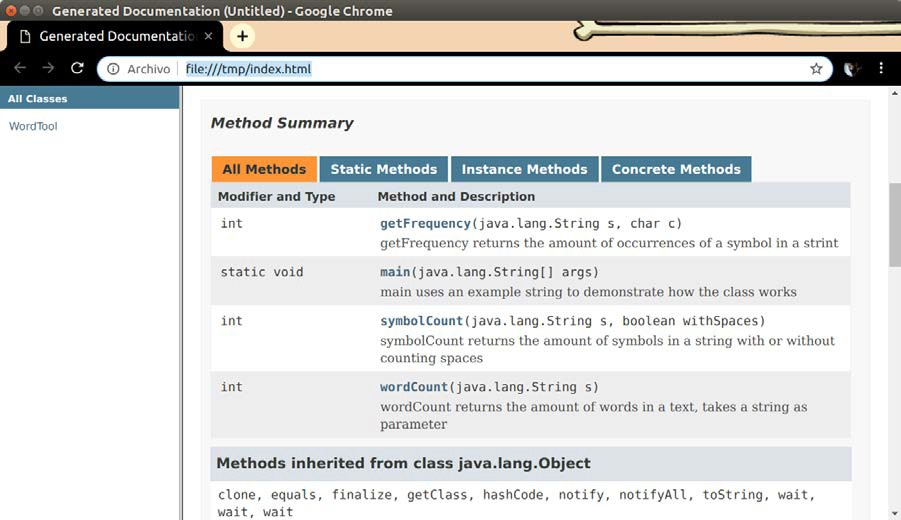 Generated Documentation (Untitled) - Google Chrome
Generated Documentatio
Archivo
file:///tmp/index.html
All Classes
WordTool
Method Summary
All Methods Static Methods Instance Methods Concrete Methods
Modifier and Type Method and Description
int getFrequency(java.lang.String s, char c)
getFrequency returns the amount of occurrences of a symbol in a strint
static void main(java.lang.String[] args)
main uses an example string to demonstrate how the class works
int symbolCount(java.lang.String s, boolean withSpaces)
symbolCount returns the amount of symbols in a string with or without
counting spaces
int wordCount(java.lang.String s)
wordCount returns the amount of words in a text, takes a string as
parameter
Methods inherited from class java.lang.Object
clone, equals, finalize, getClass, hashCode, notify, notifyAll, toString, wait,
wait, wait